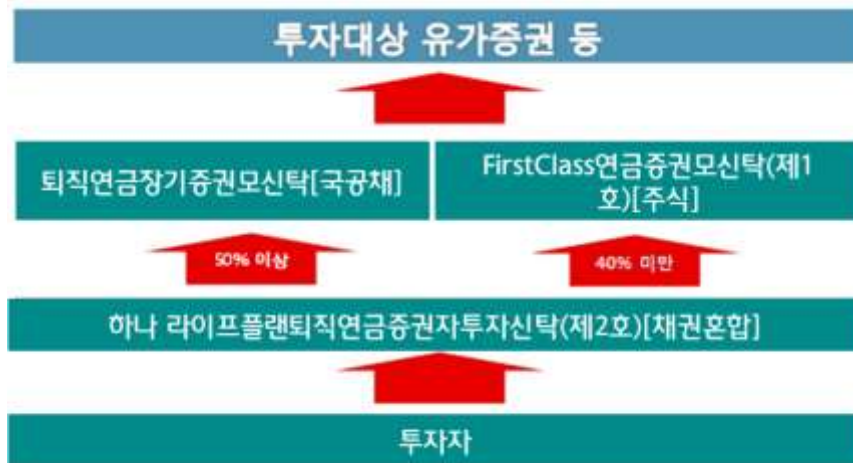 투자대상 유가증권 등
퇴직연금장기증권모신탁[국공채]
FirstClass연금증권모신탁(제1
호)[주식]
50% 이상
40% 미만
하나 라이프플랜퇴직연금증권자투자신탁(제2호)[채권혼합]
투자자